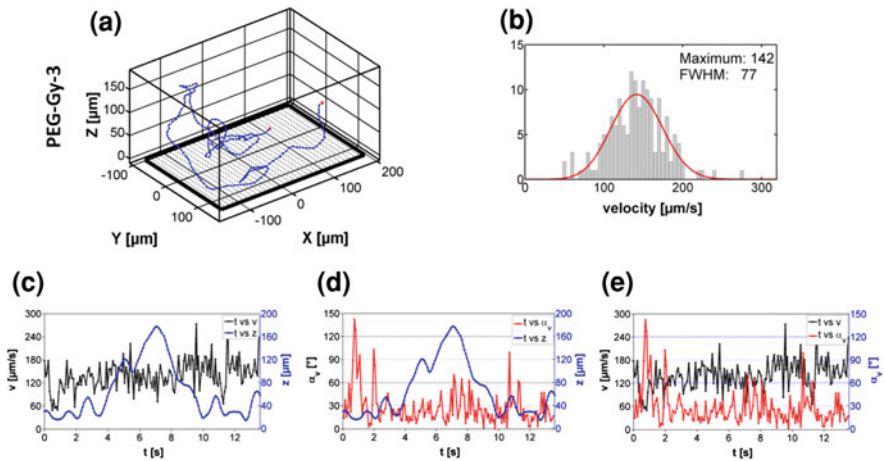 (a)
PEG-Gy-3
Z [µm]
150
100
50
0
-100
0
100
Y [µm]
-100
0
100
200
X [µm]
(b)
15
10
5
0
Maximum: 142
FWHM: 77
0
100
200
300
velocity [µm/s]
(c)
300
240
180
120
60
0
v [µm/s]
t vs v
t vs z
200
160
120
80
40
0
z [µm]
0 2 4 6 8 10 12
t [s]
(d)
150
120
90
60
30
0
αv [°]
t vs αv
t vs z
200
160
120
80
40
0
z [µm]
0 2 4 6 8 10 12
t [s]
(e)
300
240
180
120
60
0
v [µm/s]
t vs v
t vs αv
150
120
90
60
30
0
αv [°]
0 2 4 6 8 10 12
t [s]